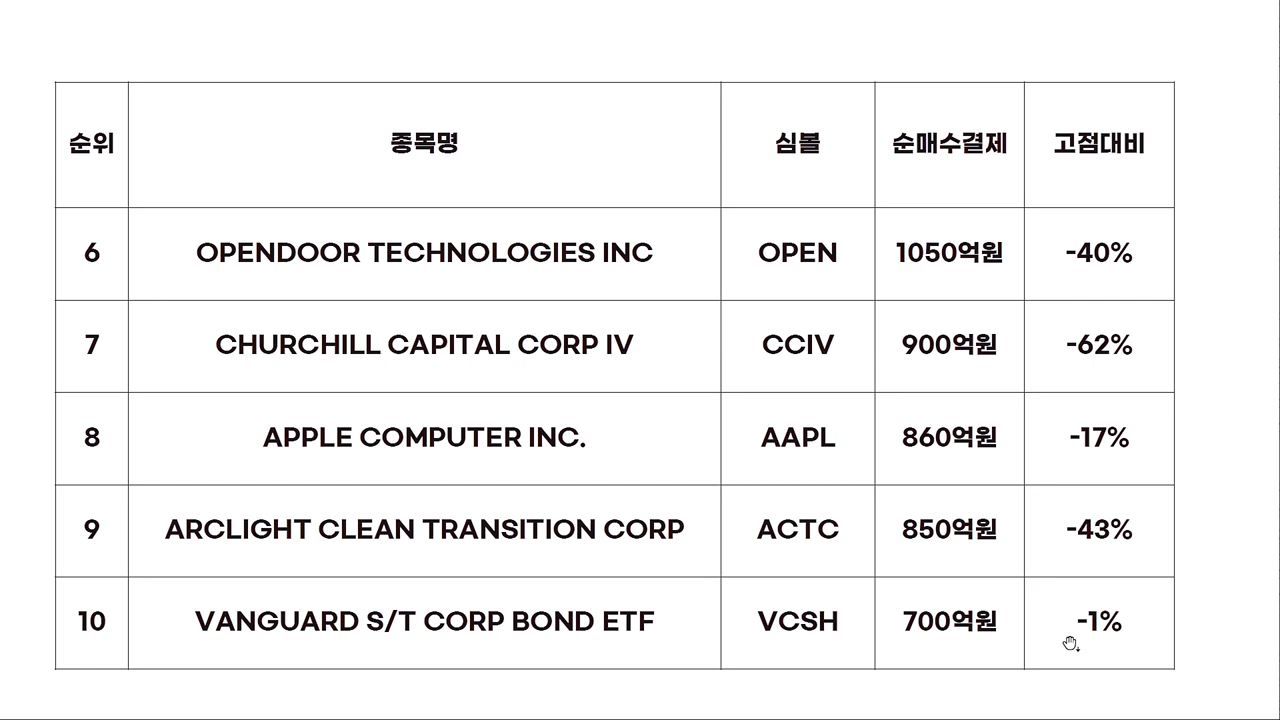 순위 종목명 심볼 순매수결제 고점대비
6 OPENDOOR TECHNOLOGIES INC OPEN 1050억원 -40%
7 CHURCHILL CAPITAL CORP IV CCIV 900억원 -62%
8 APPLE COMPUTER INC. AAPL 860억원 -17%
9 ARCLIGHT CLEAN TRANSITION CORP ACTC 850억원 -43%
10 VANGUARD S/T CORP BOND ETF VCSH 700억원 -1%